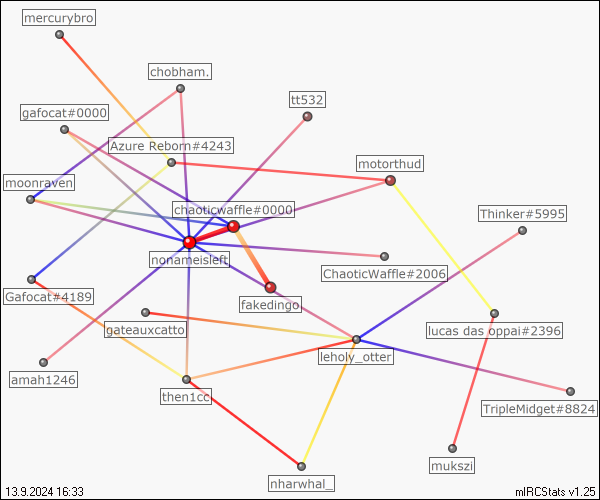 mercurybro
chobham.
tt532
gafocat#0000
Azure Reborn#4243
motorthud
moonraven
chaoticwaffle#0000
Thinker#5995
nonameisleft
ChaoticWaffle#2006
Gafocat#4189
fakedingo
gateauxcatto
lucas das oppai#2396
leholy_otter
amah1246
then1cc
TripleMidget#8824
mukszi
nharwhal_
13.9.2024 16:33
mIRCStats v1.25